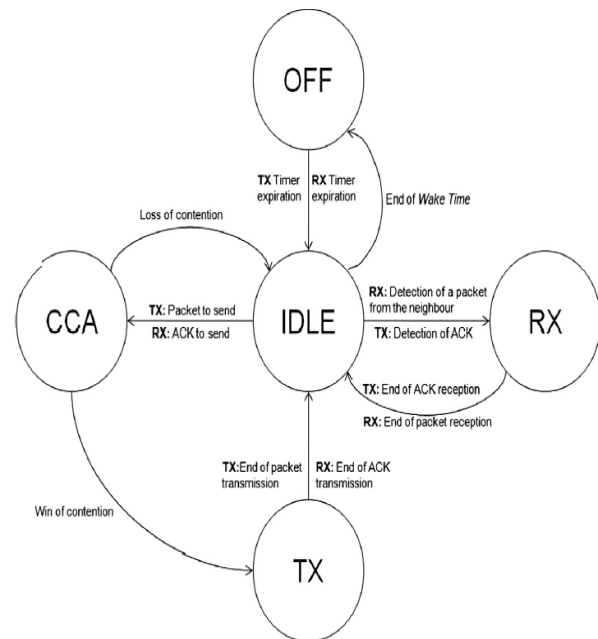 OFF
TX Timer
expiration
RX Timer
expiration
End of Wake Time
Loss of contention
CCA
TX: Packet to send
RX: ACK to send
IDLE
RX: Detection of a packet
from the neighbour
TX: Detection of ACK
RX
TX: End of ACK reception
RX: End of packet reception
TX:End of packet
transmission
RX: End of ACK
transmission
Win of contention
TX